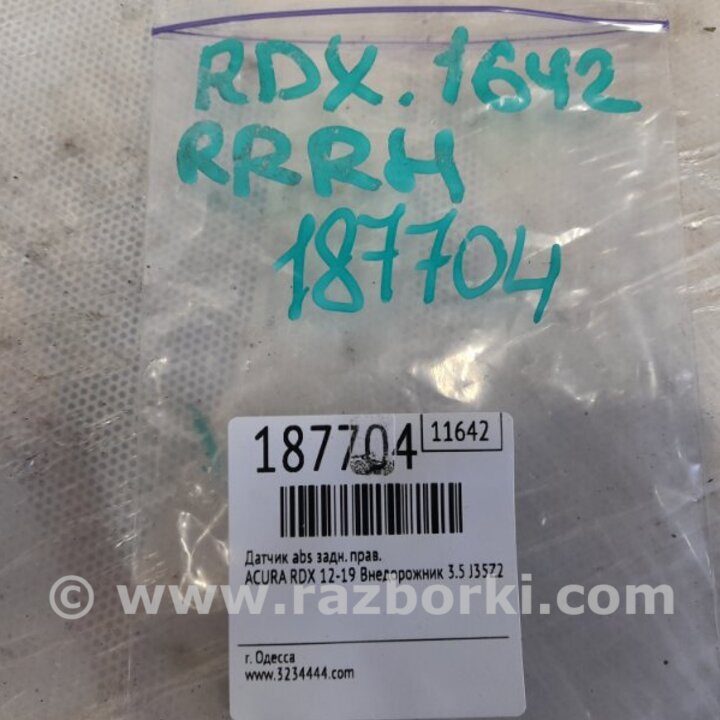 RDX.1642
RRRH
187704
187704
11642
Датчик abs задн. прав.
ACURA RDX 12-19 Внедорожник 3.5 J35Z2
© www.razborki.com
г. Одесса
www.3234444.com